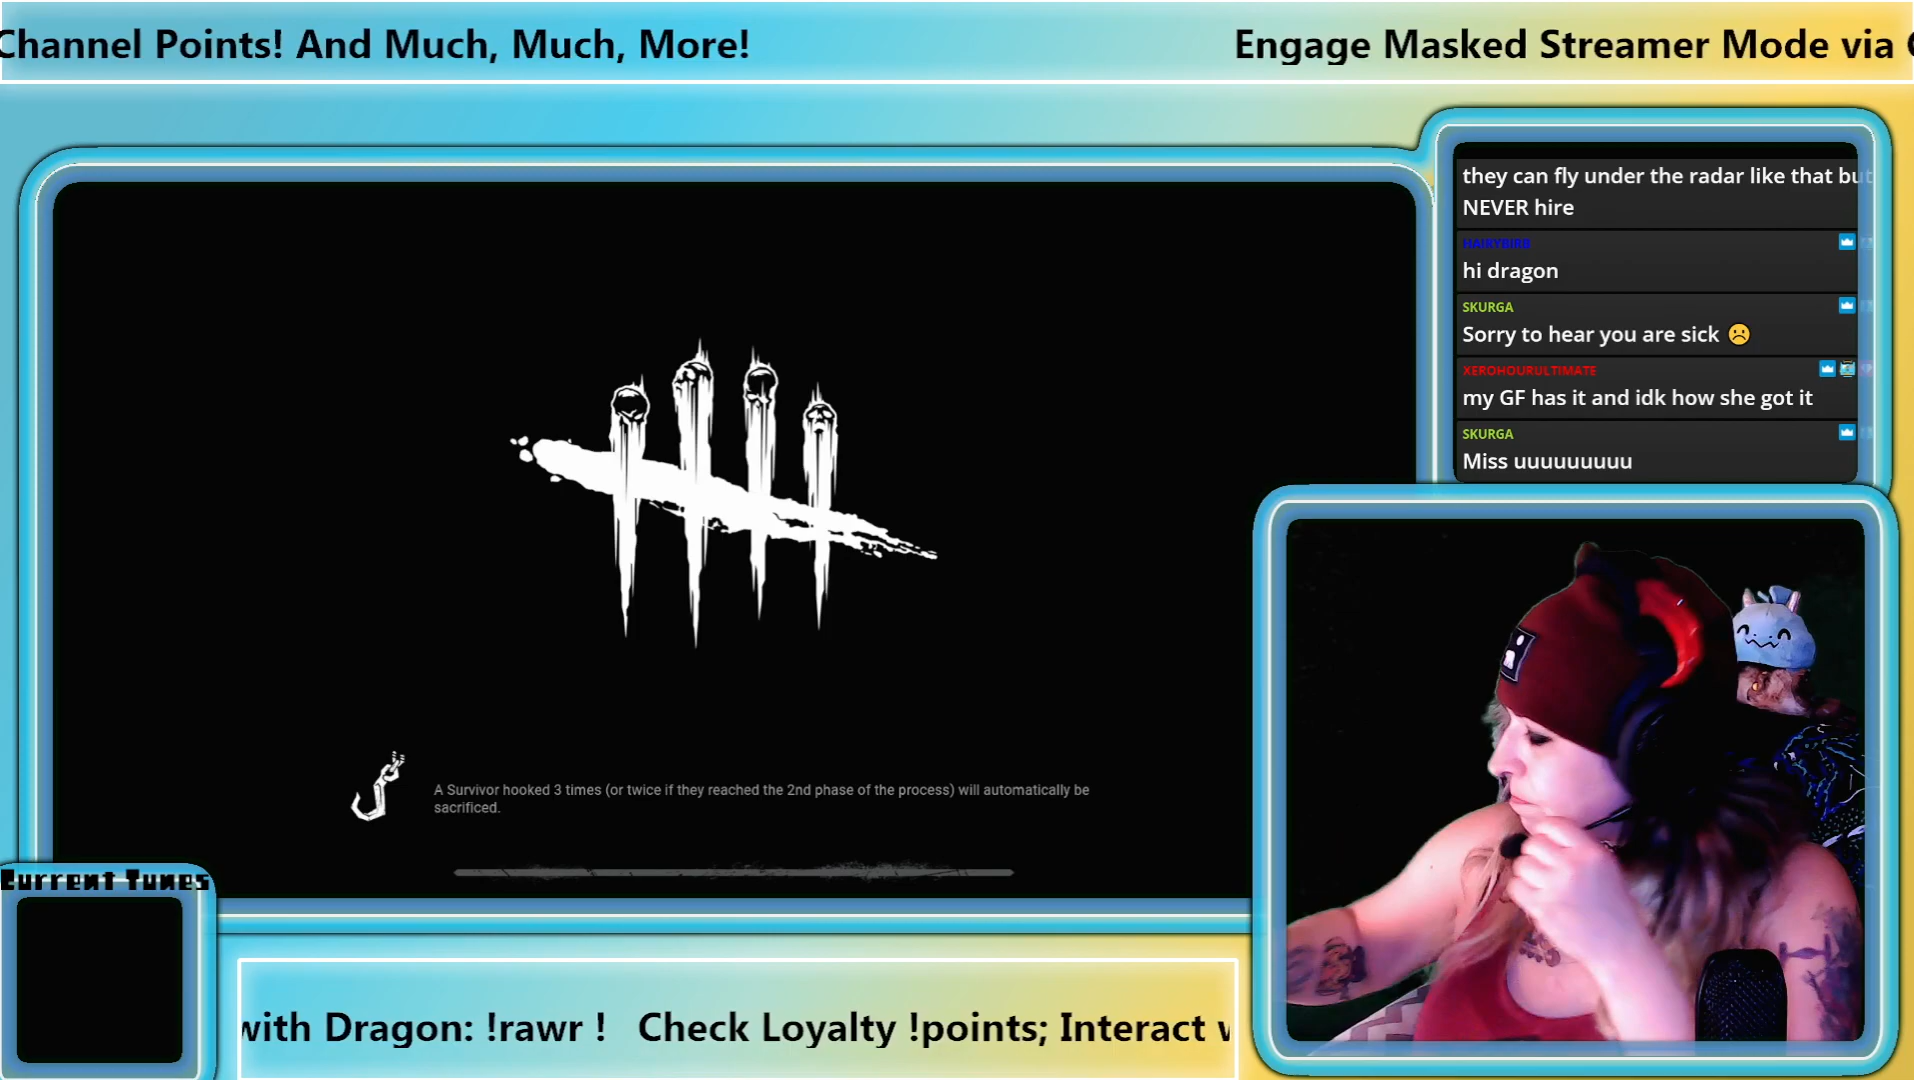 Channel Points! And Much, Much, More!
Engage Masked Streamer Mode via
they can fly under the radar like that but
NEVER hire
HAIKYBIRB
hi dragon
SKURGA
Sorry to hear you are sick ☹️
XEROHOURULTIMATE
my GF has it and idk how she got it
SKURGA
Miss uuuuuuuuu
A Survivor hooked 3 times (or twice if they reached the 2nd phase of the process) will automatically be
sacrificed.
Current Tunes
with Dragon: !rawr ! Check Loyalty !points; Interact